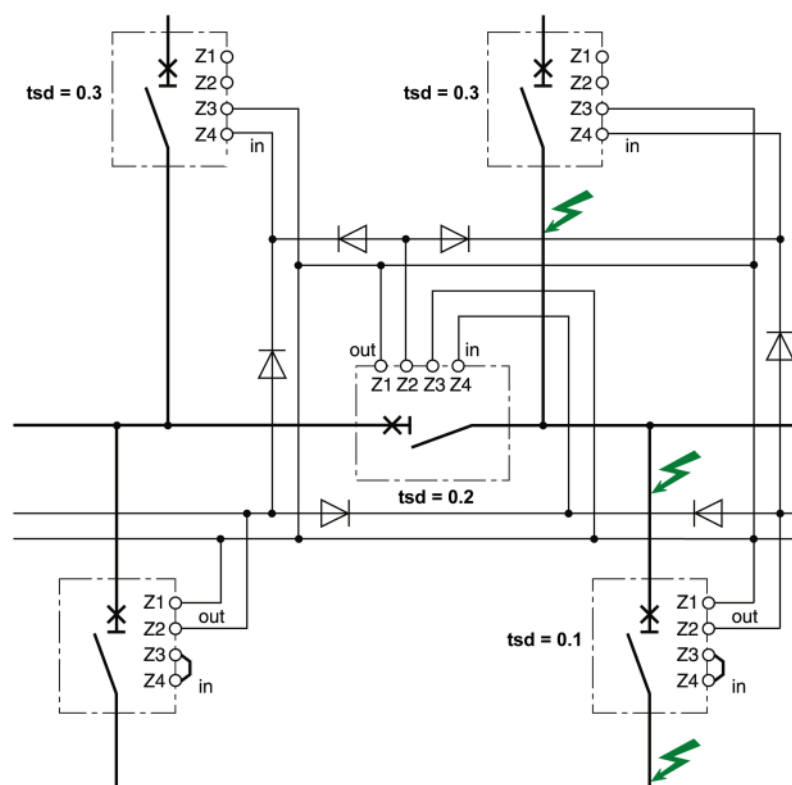 Z1
Z2
tsd = 0.3
Z3
Z4
in
Z1
Z2
tsd = 0.3
Z3
Z4
in
out
in
Z1 Z2 Z3 Z4
tsd = 0.2
Z1
out
Z2
Z3
Z4
in
Z1
out
Z2
tsd = 0.1
Z3
Z4
in